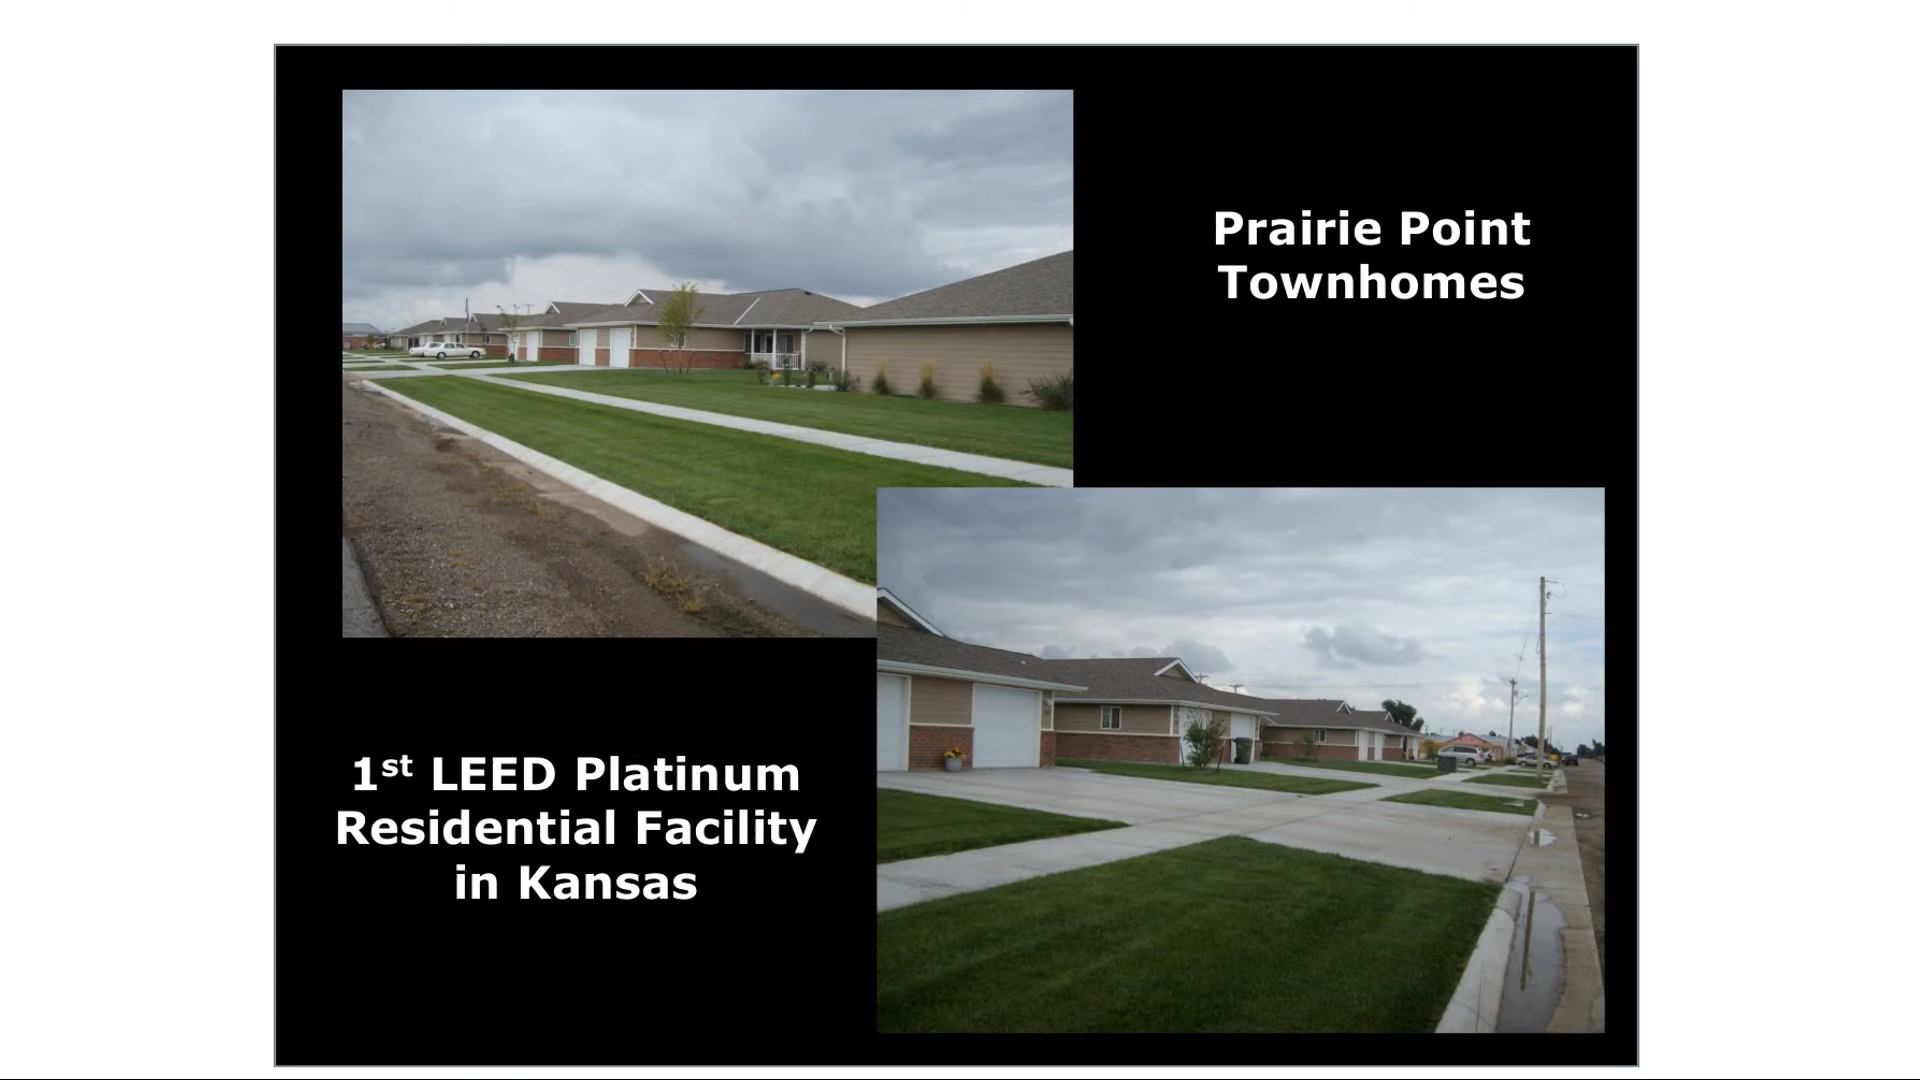 Prairie Point
Townhomes
1st LEED Platinum
Residential Facility
in Kansas